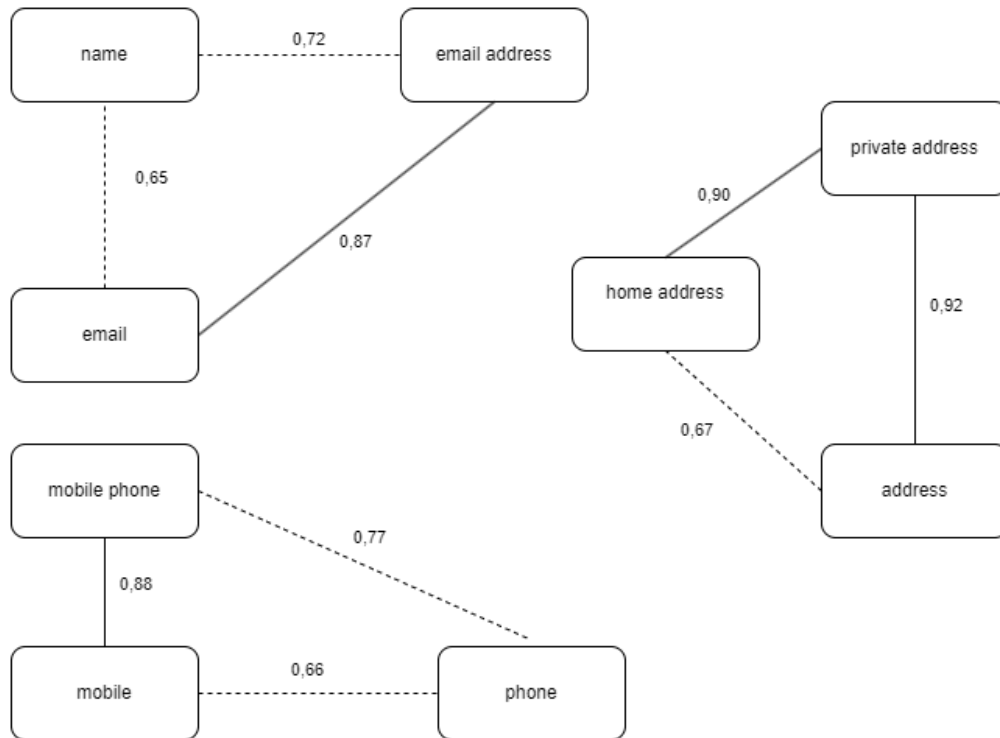 name
0,72
email address
0,65
0,87
email
private address
0,90
home address
0,92
0,67
address
mobile phone
0,77
0,88
mobile
0,66
phone